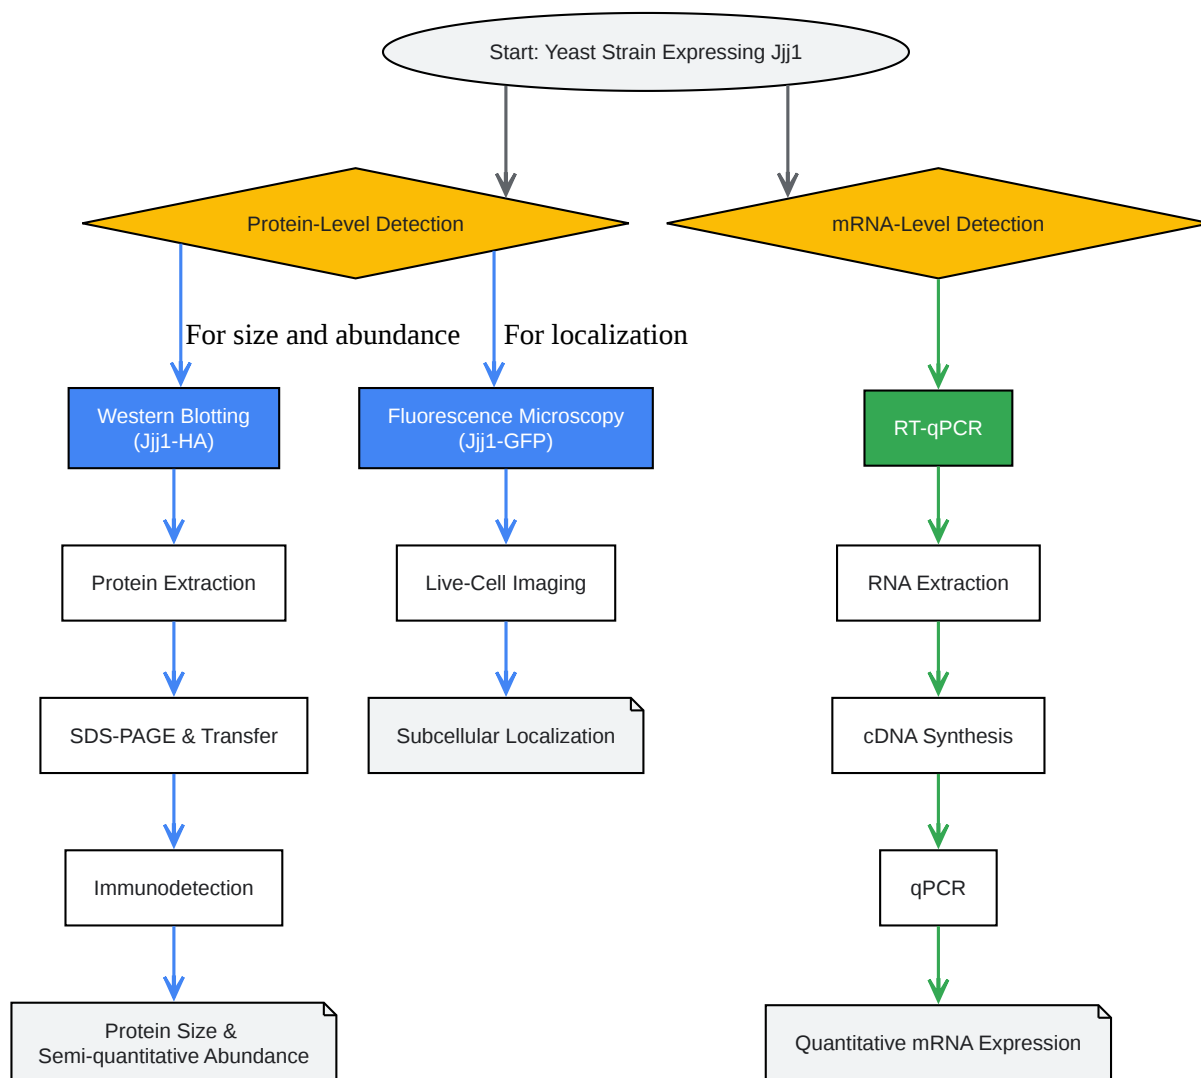 Start: Yeast Strain Expressing Jjj1
Protein-Level Detection
mRNA-Level Detection
For size and abundance
For localization
Western Blotting
(Jjj1-HA)
Fluorescence Microscopy
(Jjj1-GFP)
RT-qPCR
Protein Extraction
Live-Cell Imaging
RNA Extraction
SDS-PAGE & Transfer
Subcellular Localization
cDNA Synthesis
Immunodetection
qPCR
Protein Size &
Semi-quantitative Abundance
Quantitative mRNA Expression